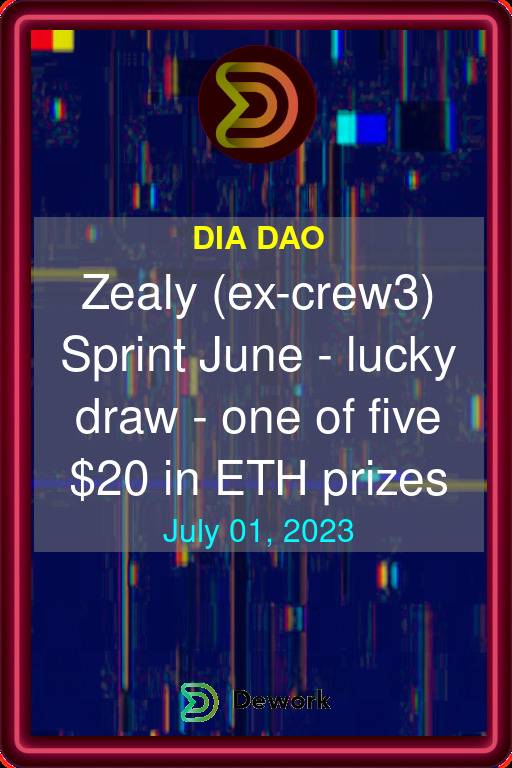 DIA DAO
Zealy (ex-crew3)
Sprint June - lucky
draw - one of five
$20 in ETH prizes
July 01, 2023
Dework